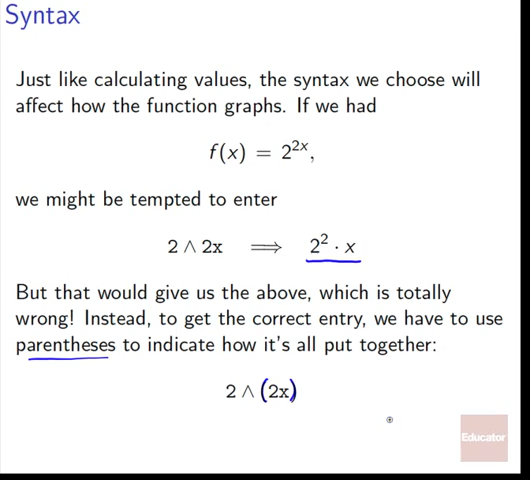 Syntax
Just like calculating values, the syntax we choose will
affect how the function graphs. If we had
f(x) = 2^{2x},
we might be tempted to enter
2 ∧ 2x ⟹ 2² · x
But that would give us the above, which is totally
wrong! Instead, to get the correct entry, we have to use
parentheses to indicate how it's all put together:
2 ∧ (2x)
Educator